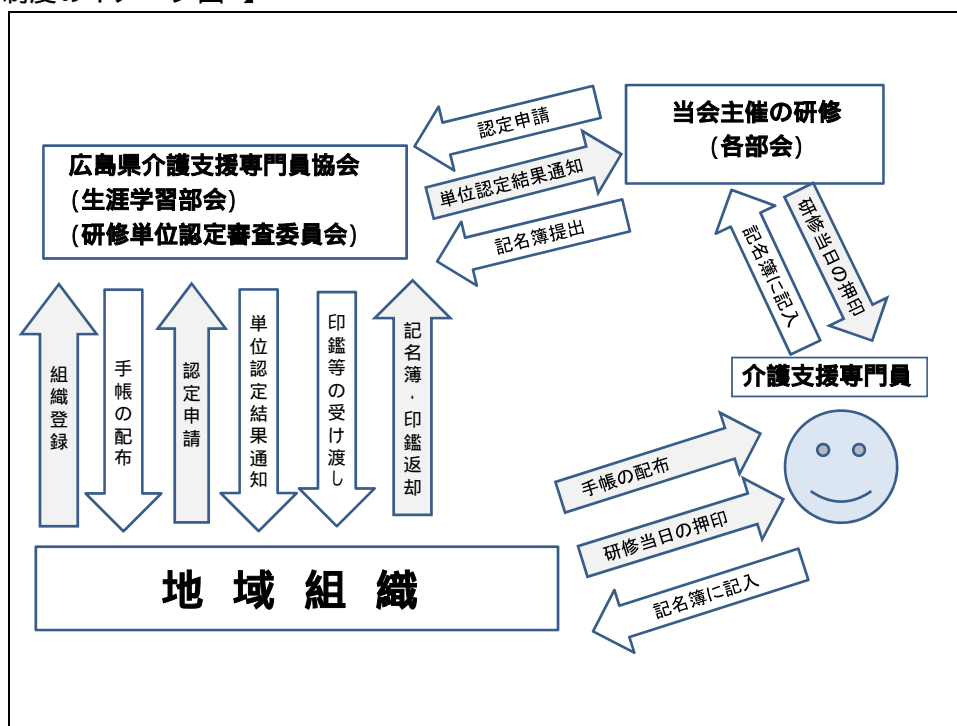 制度のイメージ図 】
当会主催の研修
(各部会)
広島県介護支援専門員協会
(生涯学習部会)
(研修単位認定審査委員会)
認定申請
単位認定結果通知
記名簿提出
記名簿に記入
研修当日の押印
介護支援専門員
組織登録
手帳の配布
認定申請
単位認定結果通知
印鑑等の受け渡し
記名簿・印鑑返却
手帳の配布
研修当日の押印
記名簿に記入
地域組織